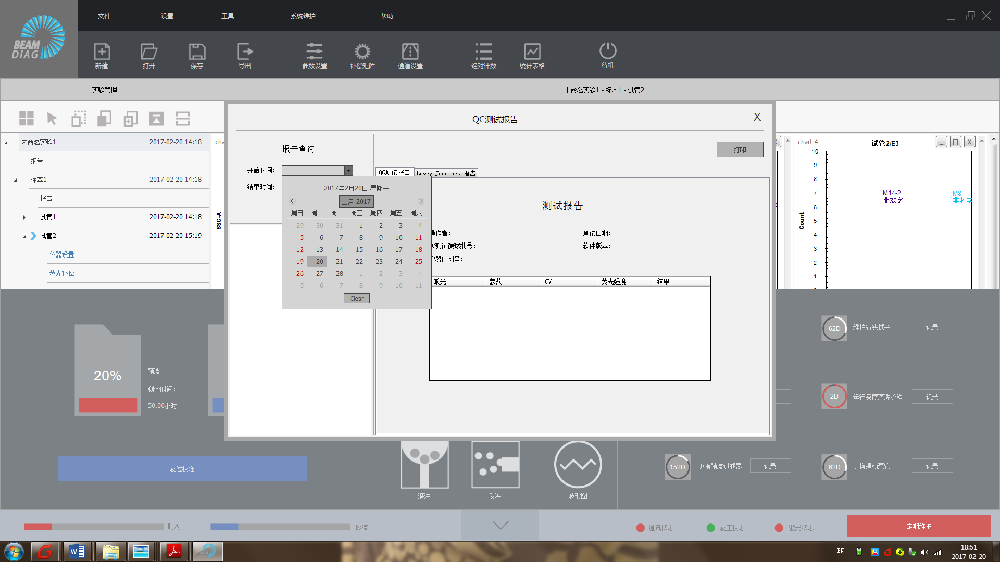 BEAM
DIAG
文件 设置 工具 系统维护 帮助
新建 打开 保存 导出 参数设置 补偿矩阵 通道设置 绝对计数 统计表格 待机
实验管理
未命名实验1 - 标本1 - 试管2
未命名实验1 2017-02-20 14:18
报告
标本1 2017-02-20 14:18
报告
试管1 2017-02-20 14:18
试管2 2017-02-20 15:19
仪器设置
荧光补偿
SSC-A
QC测试报告
X
报告查询
打印
开始时间:
结束时间:
QC测试报告 Levey-Jennings 报告
2017年2月20日 星期一
二月 2017
周日 周一 周二 周三 周四 周五 周六
29 30 31 1 2 3 4
5 6 7 8 9 10 11
12 13 14 15 16 17 18
19 20 21 22 23 24 25
26 27 28 1 2 3 4
5 6 7 8 9 10 11
Clear
测试报告
操作者:
测试日期:
C测试微球批号:
软件版本:
仪器序列号:
激光 参数 CV 荧光强度 结果
chart 4
试管2/E3
10
9
8
7
6
5
4
3
2
1
Count
M14-2
非数字
M8
非数字
20%
鞘液
剩余时间:
50.00小时
液位校准
灌注 反冲 波形图
62D 维护清洗拭子 记录
2D 运行深度清洗流程 记录
152D 更换鞘液过滤器 记录
62D 更换蠕动泵管 记录
鞘液 废液
通讯状态 液压状态 激光状态
定期维护
EN
18:51
2017-02-20